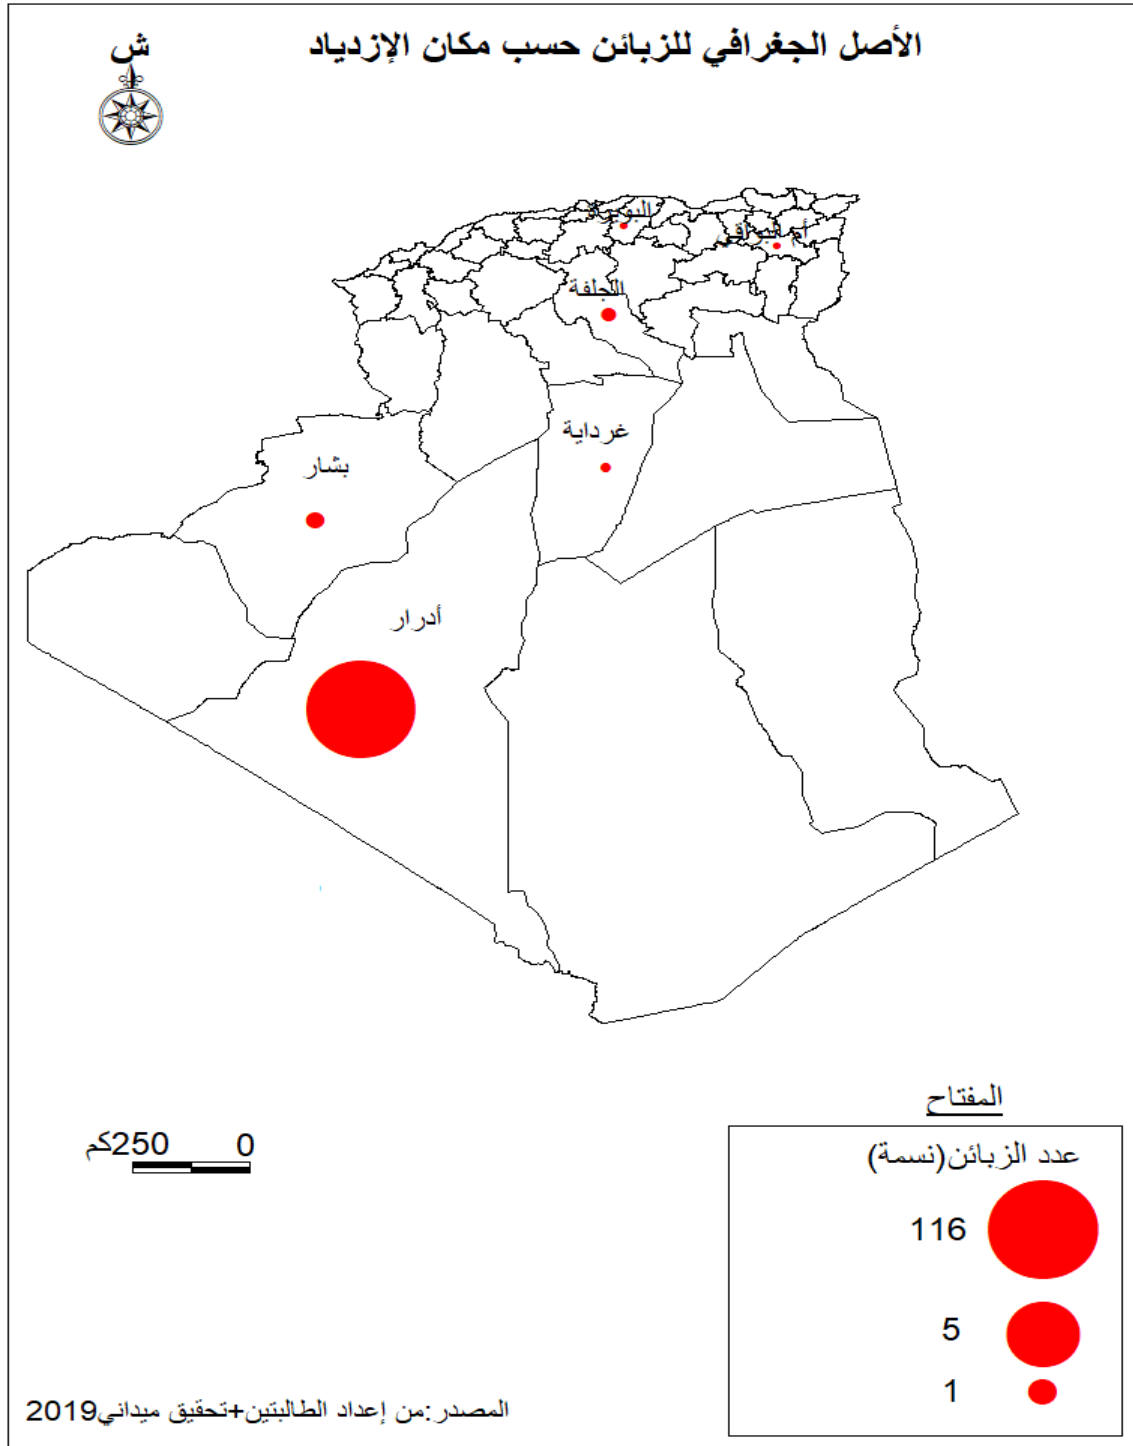 الأصل الجغرافي للزبائن حسب مكان الإزدياد
ش
البويرة
أم البواقي
الجلفة
غرداية
بشار
أدرار
المفتاح
عدد الزبائن(نسمة)
116
5
1
0 250كم
المصدر:من إعداد الطالبتين+تحقيق ميداني2019